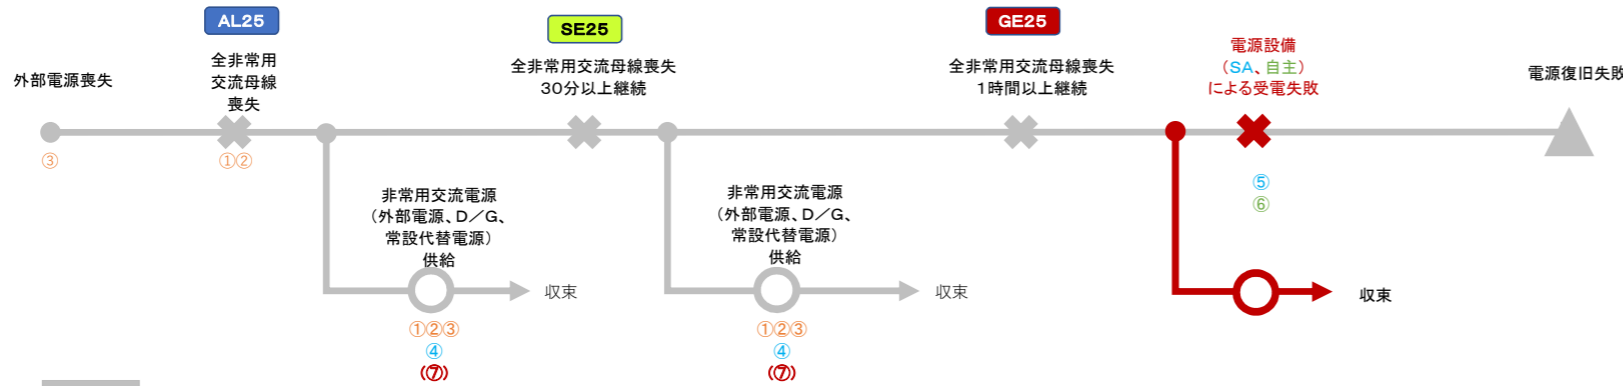 AL25
SE25
GE25
外部電源喪失
全非常用
交流母線
喪失
全非常用交流母線喪失
30分以上継続
全非常用交流母線喪失
1時間以上継続
電源設備
（SA、自主）
による受電失敗
電源復旧失敗
③
①②
⑤
⑥
非常用交流電源
（外部電源、D／G、
常設代替電源）
供給
収束
①②③
④
(⑦)
非常用交流電源
（外部電源、D／G、
常設代替電源）
供給
収束
①②③
④
(⑦)
収束